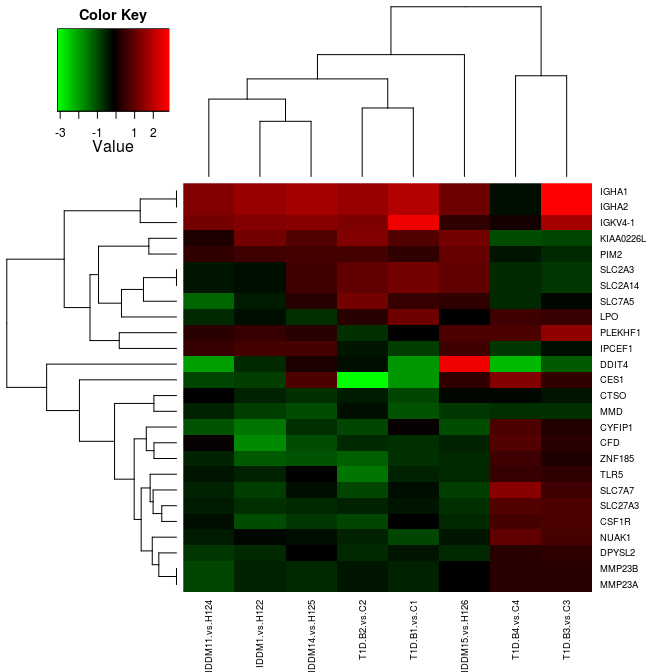 Color Key
-3 -1 1 2
Value
IGHA1
IGHA2
IGKV4-1
KIAA0226L
PIM2
SLC2A3
SLC2A14
SLC7A5
LPO
PLEKHF1
IPCEF1
DDIT4
CES1
CTSO
MMD
CYFIP1
CFD
ZNF185
TLR5
SLC7A7
SLC27A3
CSF1R
NUAK1
DPYSL2
MMP23B
MMP23A
IDDM11.vs.H124
IDDM1.vs.H122
IDDM14.vs.H125
T1D.B2.vs.C2
T1D.B1.vs.C1
IDDM15.vs.H126
T1D.B4.vs.C4
T1D.B3.vs.C3